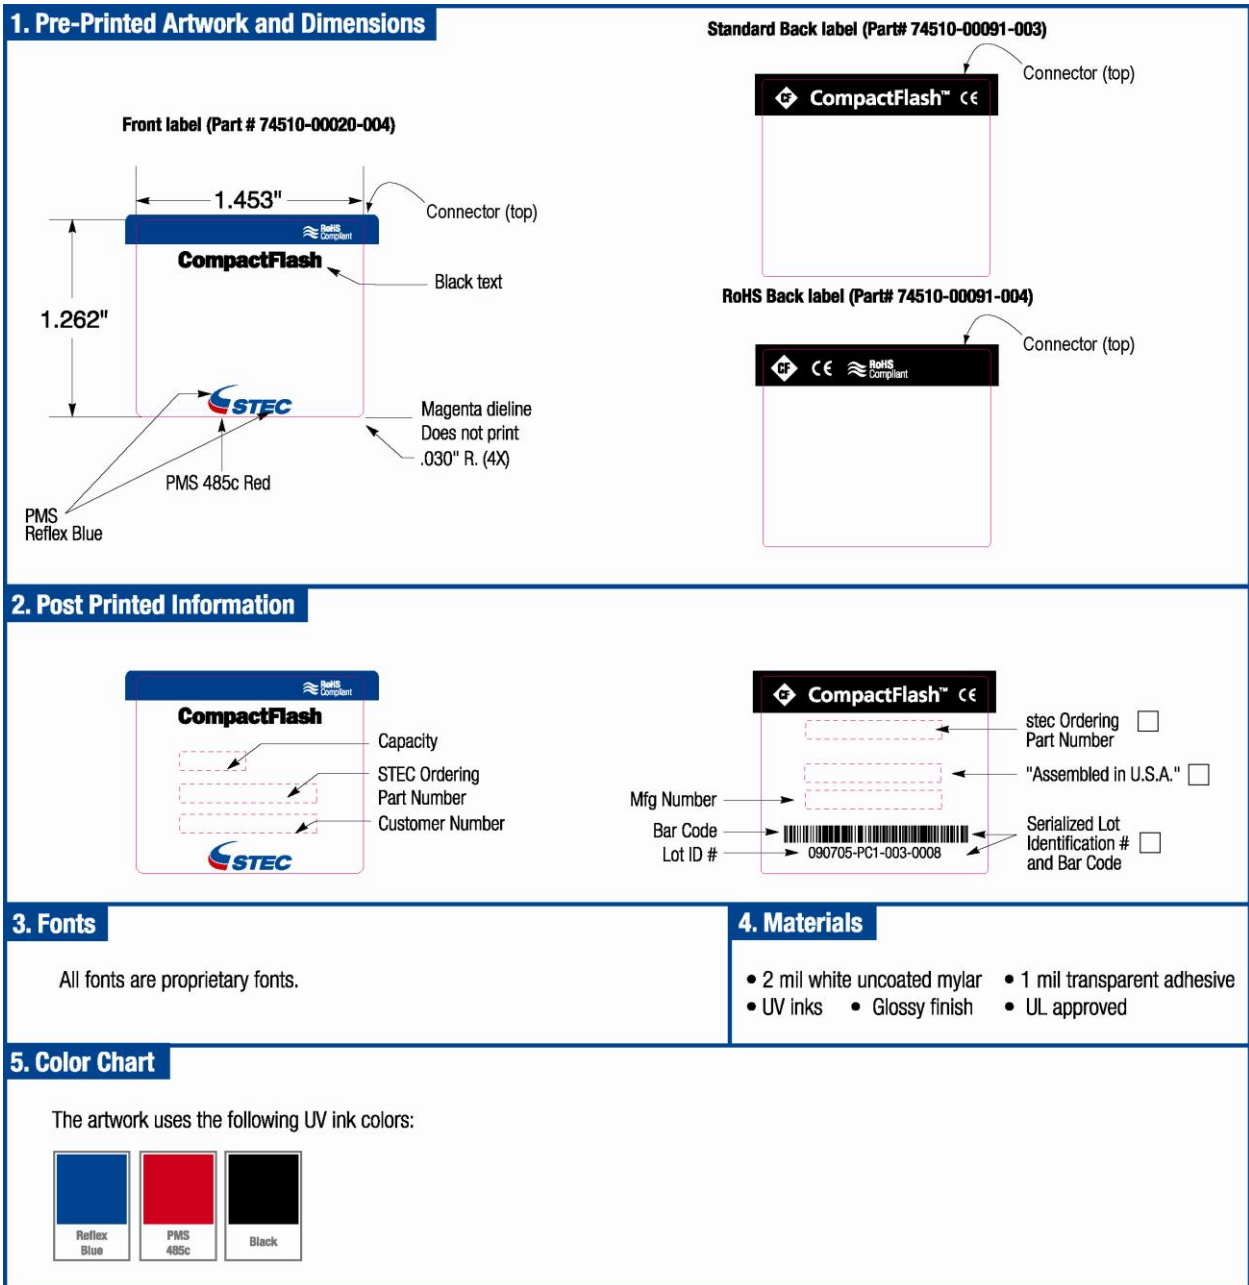 1. Pre-Printed Artwork and Dimensions
Front label (Part # 74510-00020-004)
1.453"
Connector (top)
RoHS
Compliant
CompactFlash
Black text
1.262"
STEC
Magenta dieline
Does not print
.030" R. (4X)
PMS 485c Red
PMS
Reflex Blue
Standard Back label (Part# 74510-00091-003)
Connector (top)
CF CompactFlash™ CE
RoHS Back label (Part# 74510-00091-004)
Connector (top)
CF CE RoHS
Compliant
2. Post Printed Information
RoHS
Compliant
CompactFlash
Capacity
STEC Ordering
Part Number
Customer Number
STEC
CF CompactFlash™ CE
stec Ordering
Part Number
"Assembled in U.S.A."
Mfg Number
Bar Code
Lot ID #
090705-PC1-003-0008
Serialized Lot
Identification #
and Bar Code
3. Fonts
All fonts are proprietary fonts.
4. Materials
• 2 mil white uncoated mylar • 1 mil transparent adhesive
• UV inks • Glossy finish • UL approved
5. Color Chart
The artwork uses the following UV ink colors:
Reflex
Blue
PMS
485c
Black